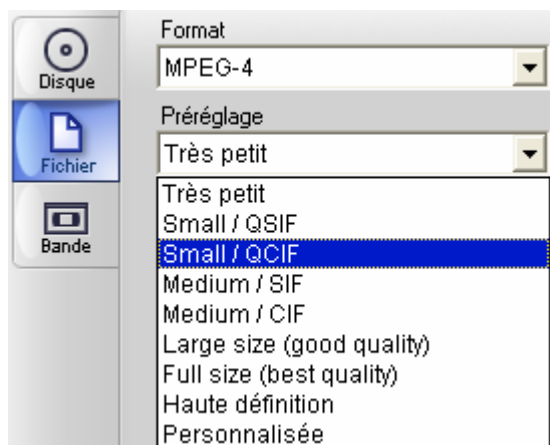 Disque
Fichier
Bande
Format
MPEG-4
Préréglage
Très petit
Très petit
Small / QSIF
Small / QCIF
Medium / SIF
Medium / CIF
Large size (good quality)
Full size (best quality)
Haute définition
Personnalisée